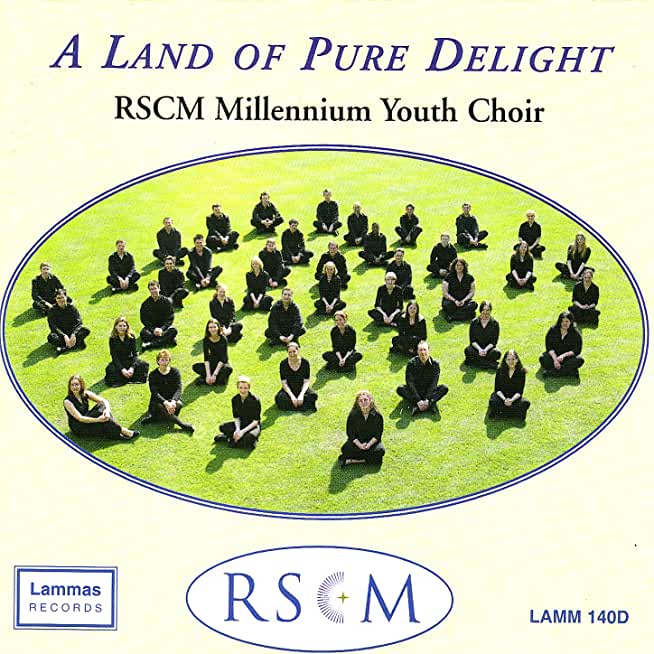 A LAND OF PURE DELIGHT
RSCM Millennium Youth Choir
Lammas
RECORDS
RSCM
LAMM 140D